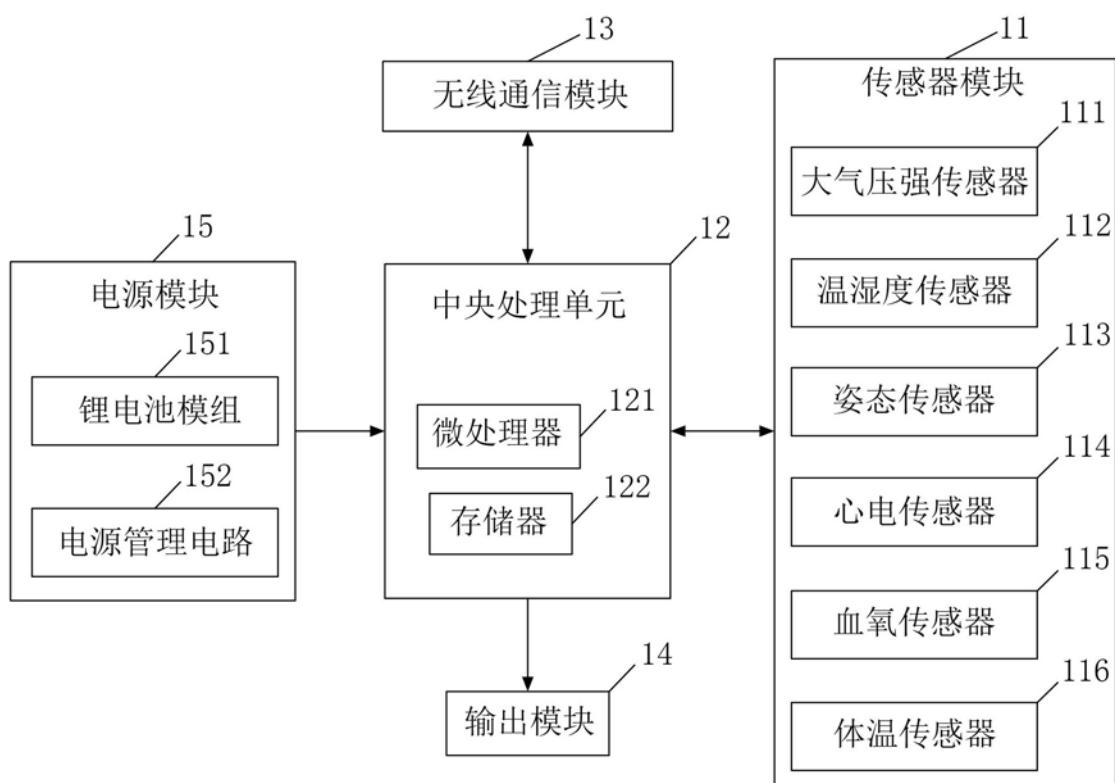 13
无线通信模块
11
传感器模块
111
大气压强传感器
112
温湿度传感器
113
姿态传感器
114
心电传感器
115
血氧传感器
116
体温传感器
15
电源模块
151
锂电池模组
152
电源管理电路
12
中央处理单元
121
微处理器
122
存储器
14
输出模块